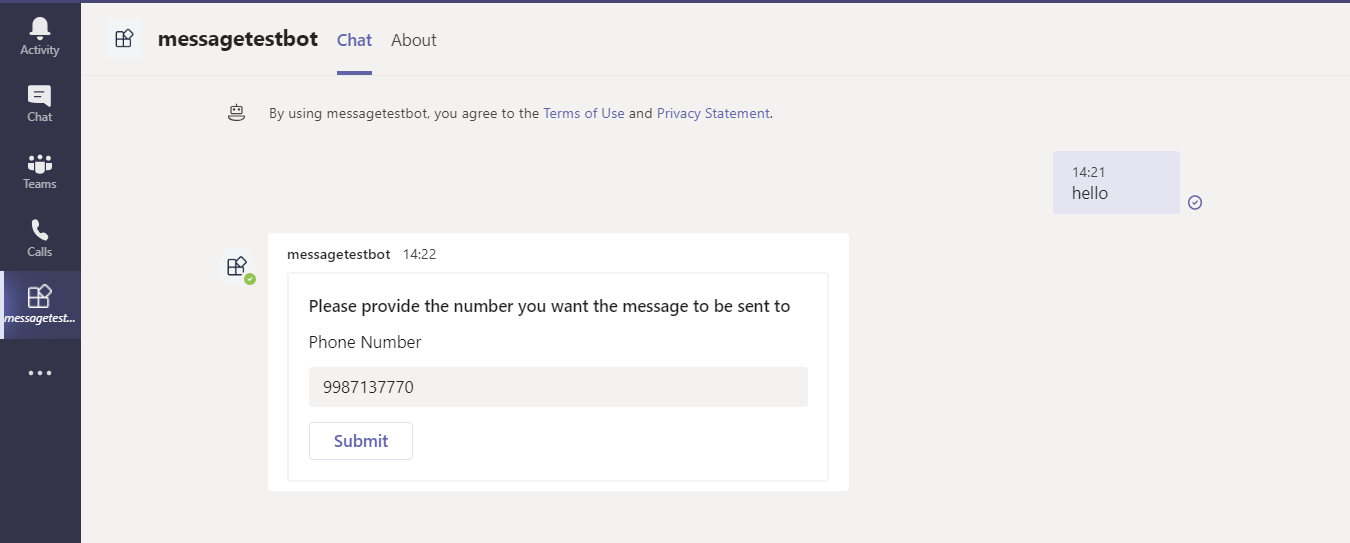 Activity
Chat
Teams
Calls
messagetest...
messagetestbot Chat About
By using messagetestbot, you agree to the Terms of Use and Privacy Statement.
14:21
hello
messagetestbot 14:22
Please provide the number you want the message to be sent to
Phone Number
9987137770
Submit